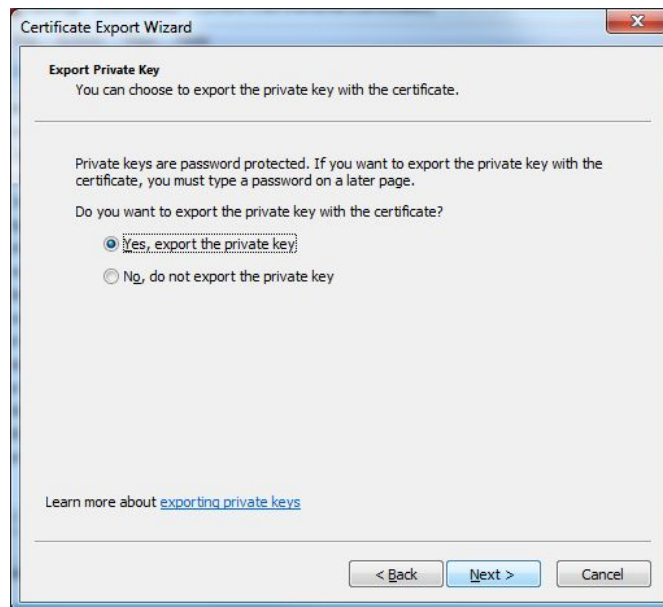 Certificate Export Wizard
Export Private Key
You can choose to export the private key with the certificate.
Private keys are password protected. If you want to export the private key with the
certificate, you must type a password on a later page.
Do you want to export the private key with the certificate?
Yes, export the private key
No, do not export the private key
Learn more about exporting private keys
< Back
Next >
Cancel